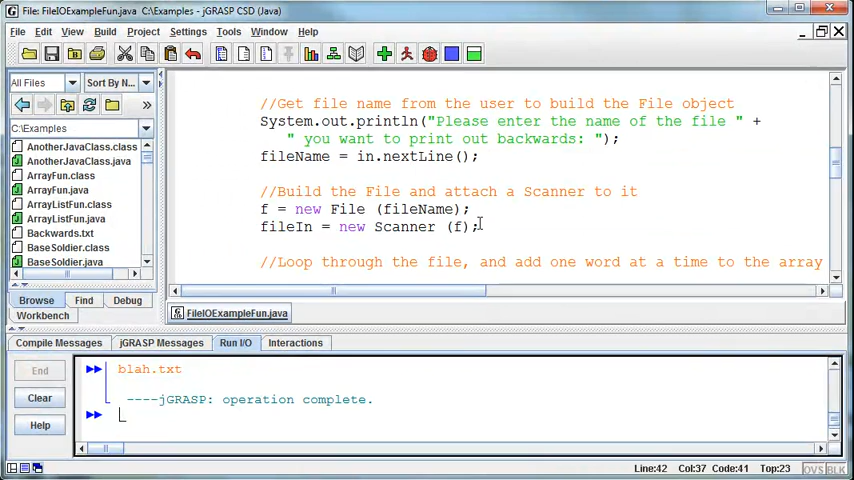 File: FileIOExampleFun.java C:\Examples - jGRASP CSD (Java)
File Edit View Build Project Settings Tools Window Help
All Files Sort By N...
C:\Examples
AnotherJavaClass.class
AnotherJavaClass.java
ArrayFun.class
ArrayFun.java
ArrayListFun.class
ArrayListFun.java
Backwards.txt
BaseSoldier.class
BaseSoldier.java
Browse Find Debug
Workbench
//Get file name from the user to build the File object
System.out.println("Please enter the name of the file " +
" you want to print out backwards: ");
fileName = in.nextLine();
//Build the File and attach a Scanner to it
f = new File (fileName);
fileIn = new Scanner (f);
//Loop through the file, and add one word at a time to the array
FileIOExampleFun.java
Compile Messages jGRASP Messages Run I/O Interactions
End
Clear
Help
blah.txt
----jGRASP: operation complete.
Line:42 Col:37 Code:41 Top:23 OVS BLK